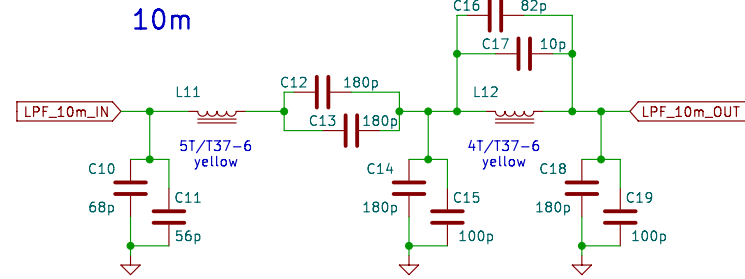 10m
C16 82p
C17 10p
L11
C12 180p
L12
LPF_10m_IN
C13 180p
LPF_10m_OUT
5T/T37-6
yellow
4T/T37-6
yellow
C10
C11
68p
56p
C14
C15
180p
100p
C18
C19
180p
100p